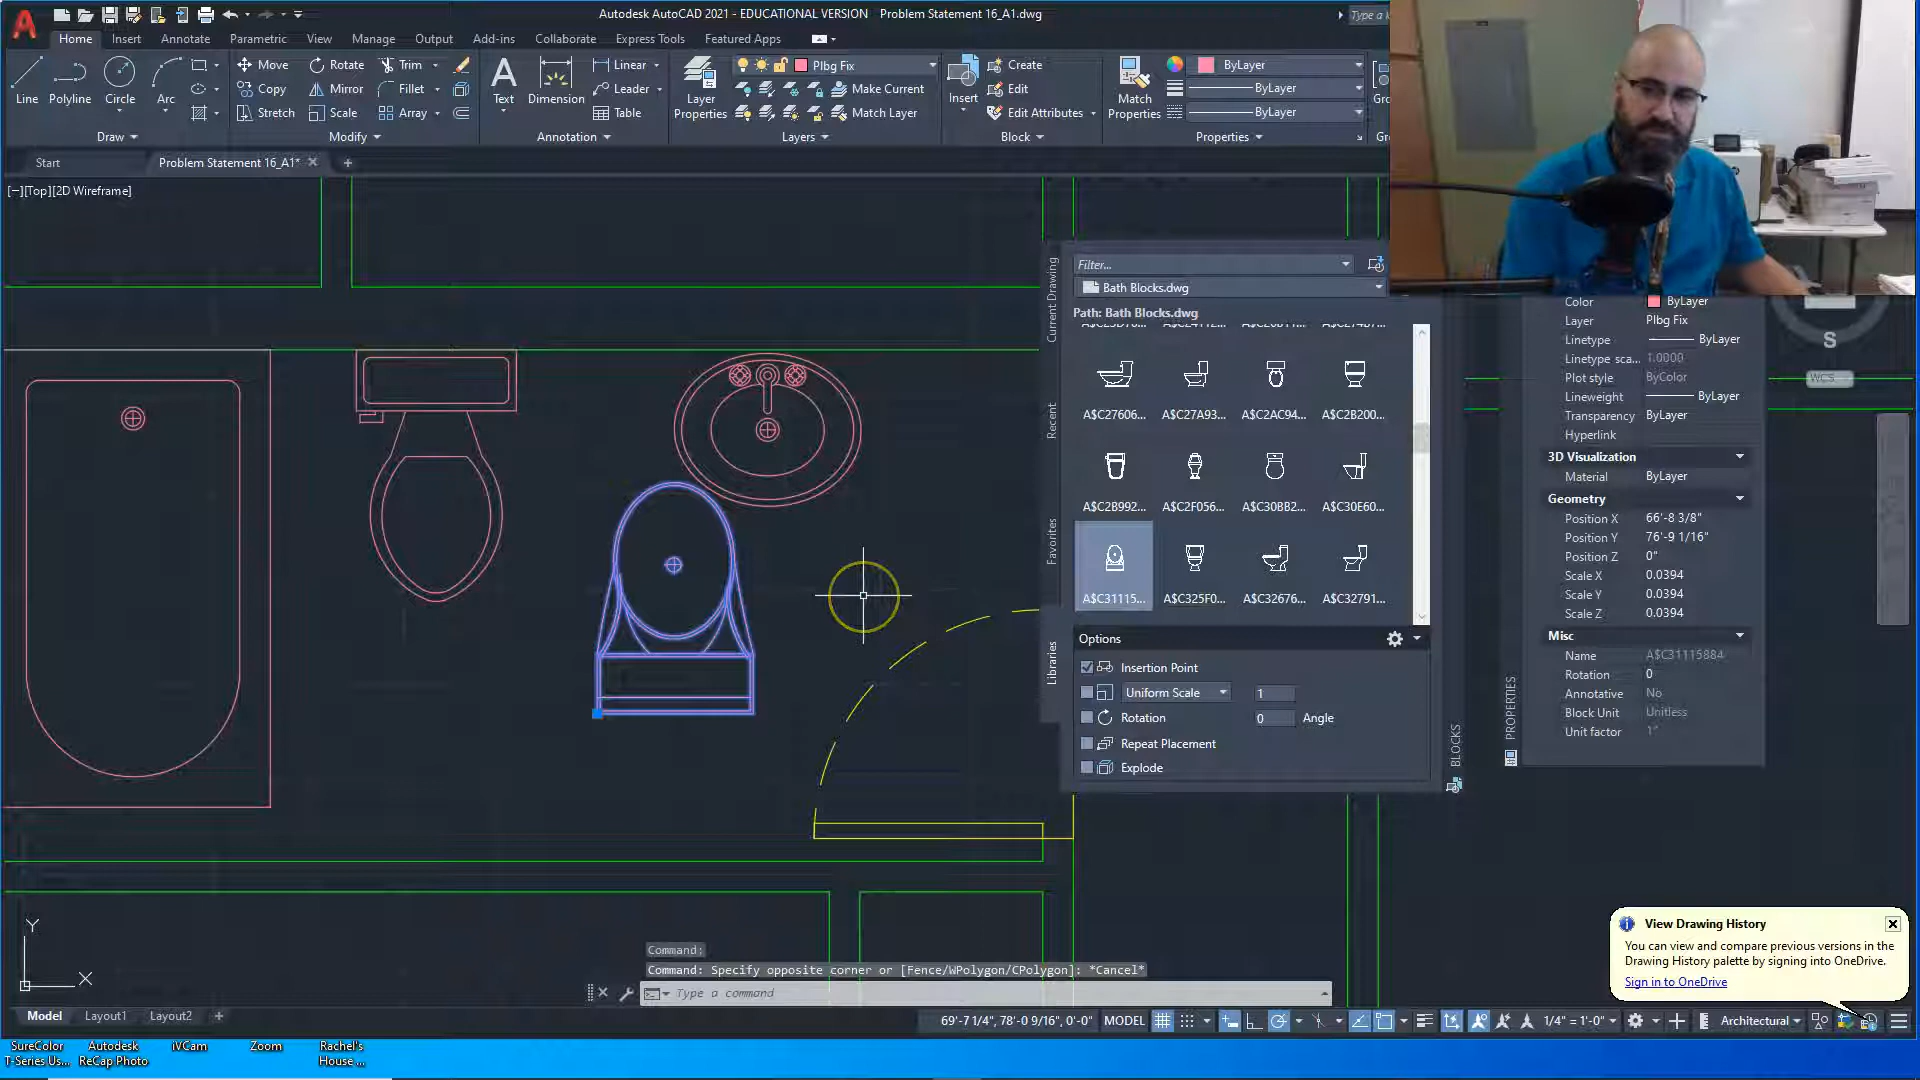 Autodesk AutoCAD 2021 - EDUCATIONAL VERSION Problem Statement 16_A1.dwg
Type a k
Home Insert Annotate Parametric View Manage Output Add-ins Collaborate Express Tools Featured Apps
Line Polyline Circle Arc
Move Rotate Trim
Copy Mirror Fillet
Stretch Scale Array
Text Dimension
Linear
Leader
Table
Layer Properties
Plbg Fix
Make Current
Match Layer
Insert
Create
Edit
Edit Attributes
Match Properties
ByLayer
ByLayer
ByLayer
Draw Modify Annotation Layers Block Properties
Start Problem Statement 16_A1*
[−][Top][2D Wireframe]
Current Drawing
Recent
Favorites
Libraries
Filter...
Bath Blocks.dwg
Path: Bath Blocks.dwg
A$C27606... A$C27A93... A$C2AC94... A$C2B200...
A$C2B992... A$C2F056... A$C30BB2... A$C30E60...
A$C31115... A$C325F0... A$C32676... A$C32791...
Options
Insertion Point
Uniform Scale 1
Rotation 0 Angle
Repeat Placement
Explode
BLOCKS
PROPERTIES
Color ByLayer
Layer Plbg Fix
Linetype ByLayer
Linetype sca... 1.0000
Plot style ByColor
Lineweight ByLayer
Transparency ByLayer
Hyperlink
3D Visualization
Material ByLayer
Geometry
Position X 66'-8 3/8"
Position Y 76'-9 1/16"
Position Z 0"
Scale X 0.0394
Scale Y 0.0394
Scale Z 0.0394
Misc
Name A$C31115884
Rotation 0
Annotative No
Block Unit Unitless
Unit factor 1"
S
WCS
Y
X
Command:
Command: Specify opposite corner or [Fence/WPolygon/CPolygon]: *Cancel*
Type a command
View Drawing History
You can view and compare previous versions in the
Drawing History palette by signing into OneDrive.
Sign in to OneDrive
Model Layout1 Layout2
69'-7 1/4", 78'-0 9/16", 0'-0" MODEL
1/4" = 1'-0"
Architectural
SureColor
T-Series Us...
Autodesk
ReCap Photo
iVCam
Zoom
Rachel's
House ...